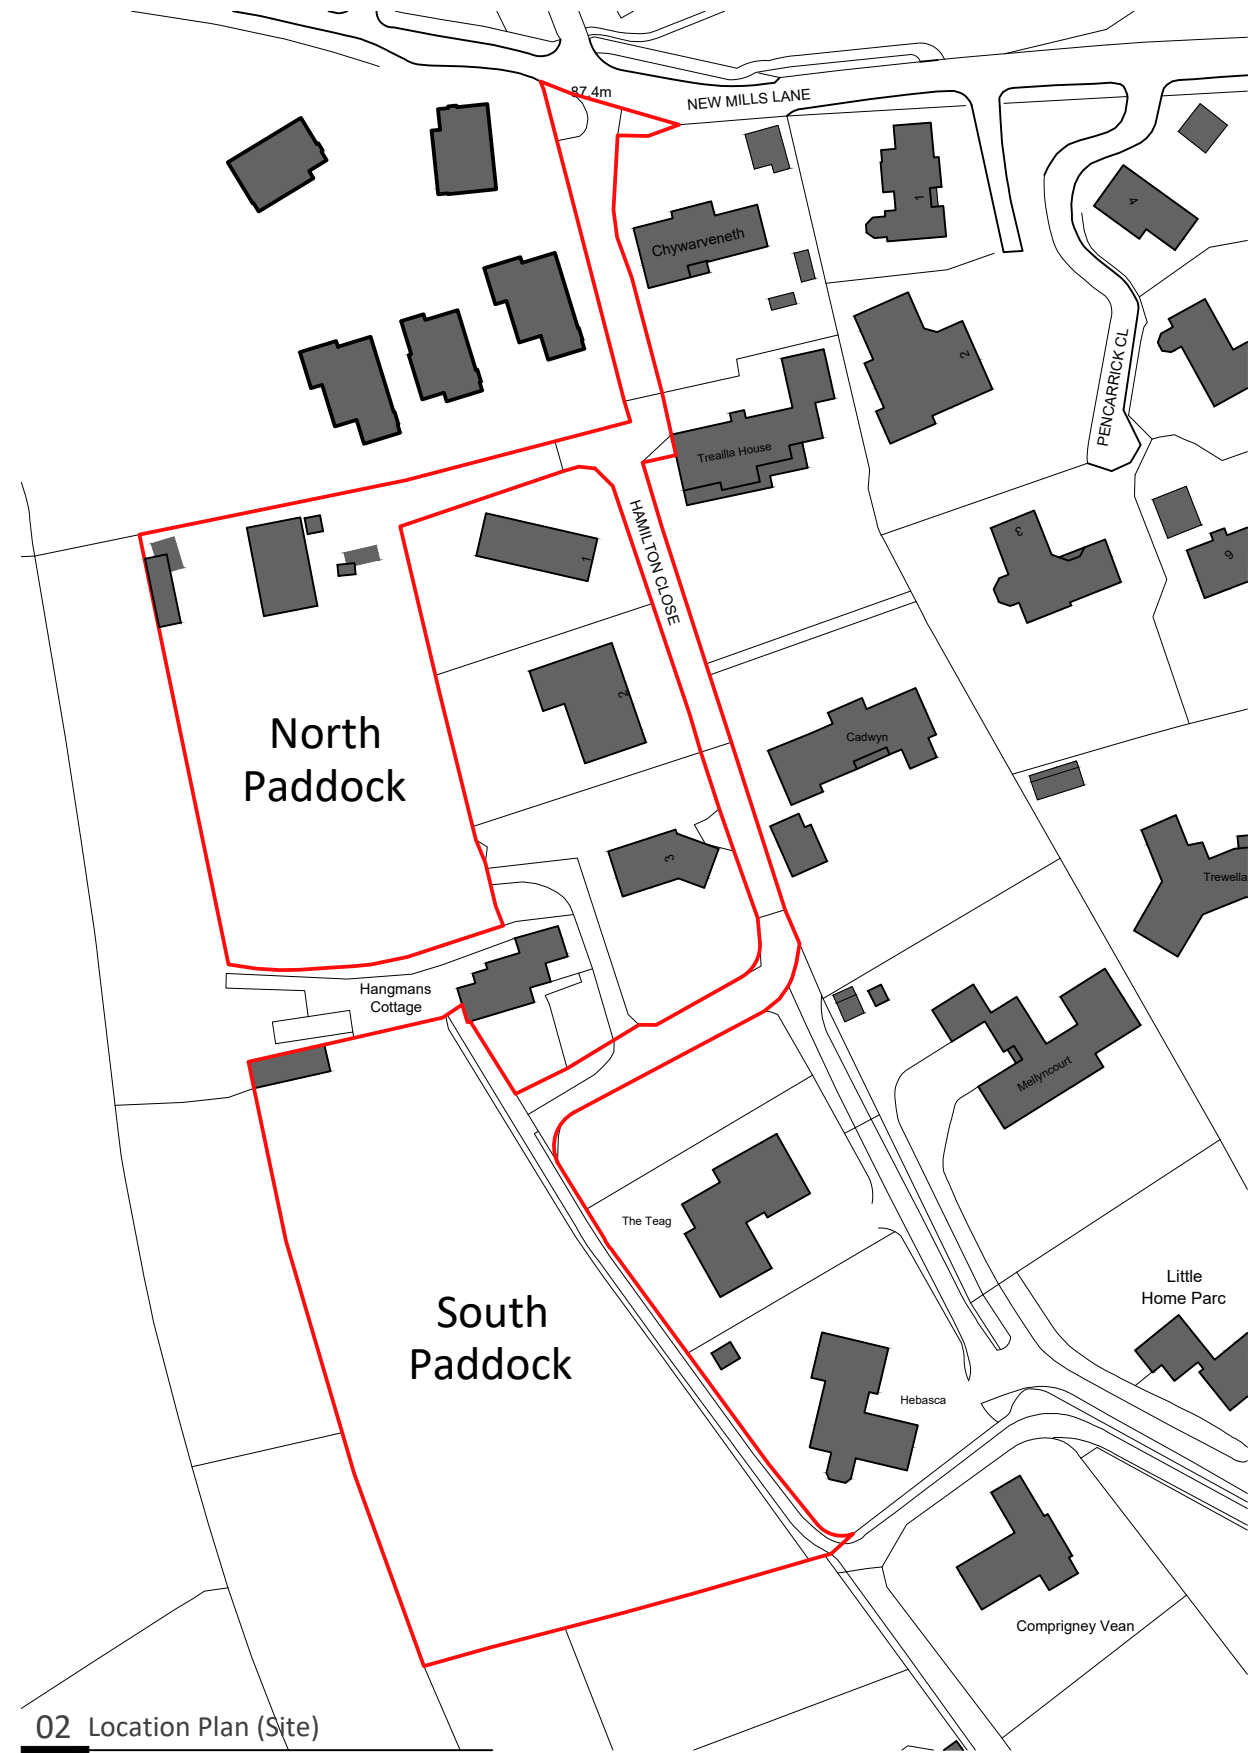 87.4m
NEW MILLS LANE
1
4
Chywarveneth
2
PENCARRICK CL
Treailla House
HAMILTON CLOSE
1
3
6
2
North
Paddock
Cadwyn
3
Trewella
Hangmans
Cottage
Mellyncourt
The Teag
South
Paddock
Little
Home Parc
Hebasca
Comprigney Vean
02 Location Plan (Site)